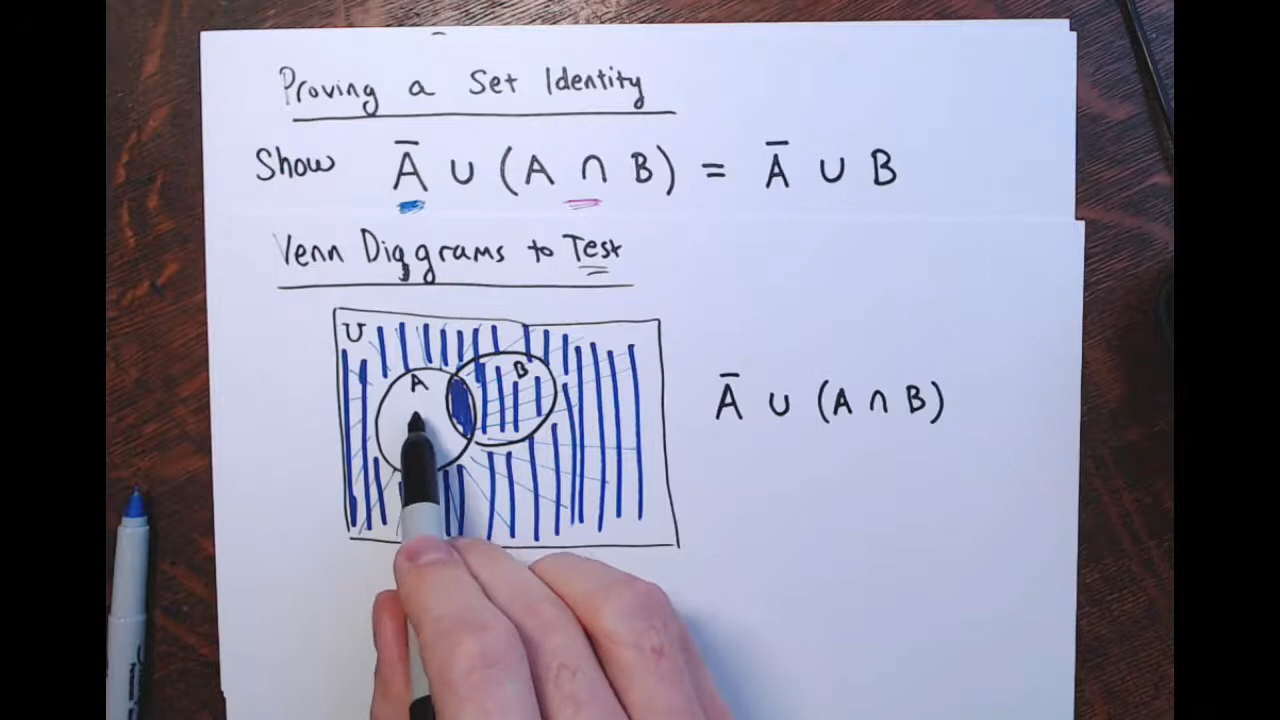 Proving a Set Identity
Show A̅ ∪ (A ∩ B) = A̅ ∪ B
Venn Diagrams to Test
U
A
B
A̅ ∪ (A ∩ B)